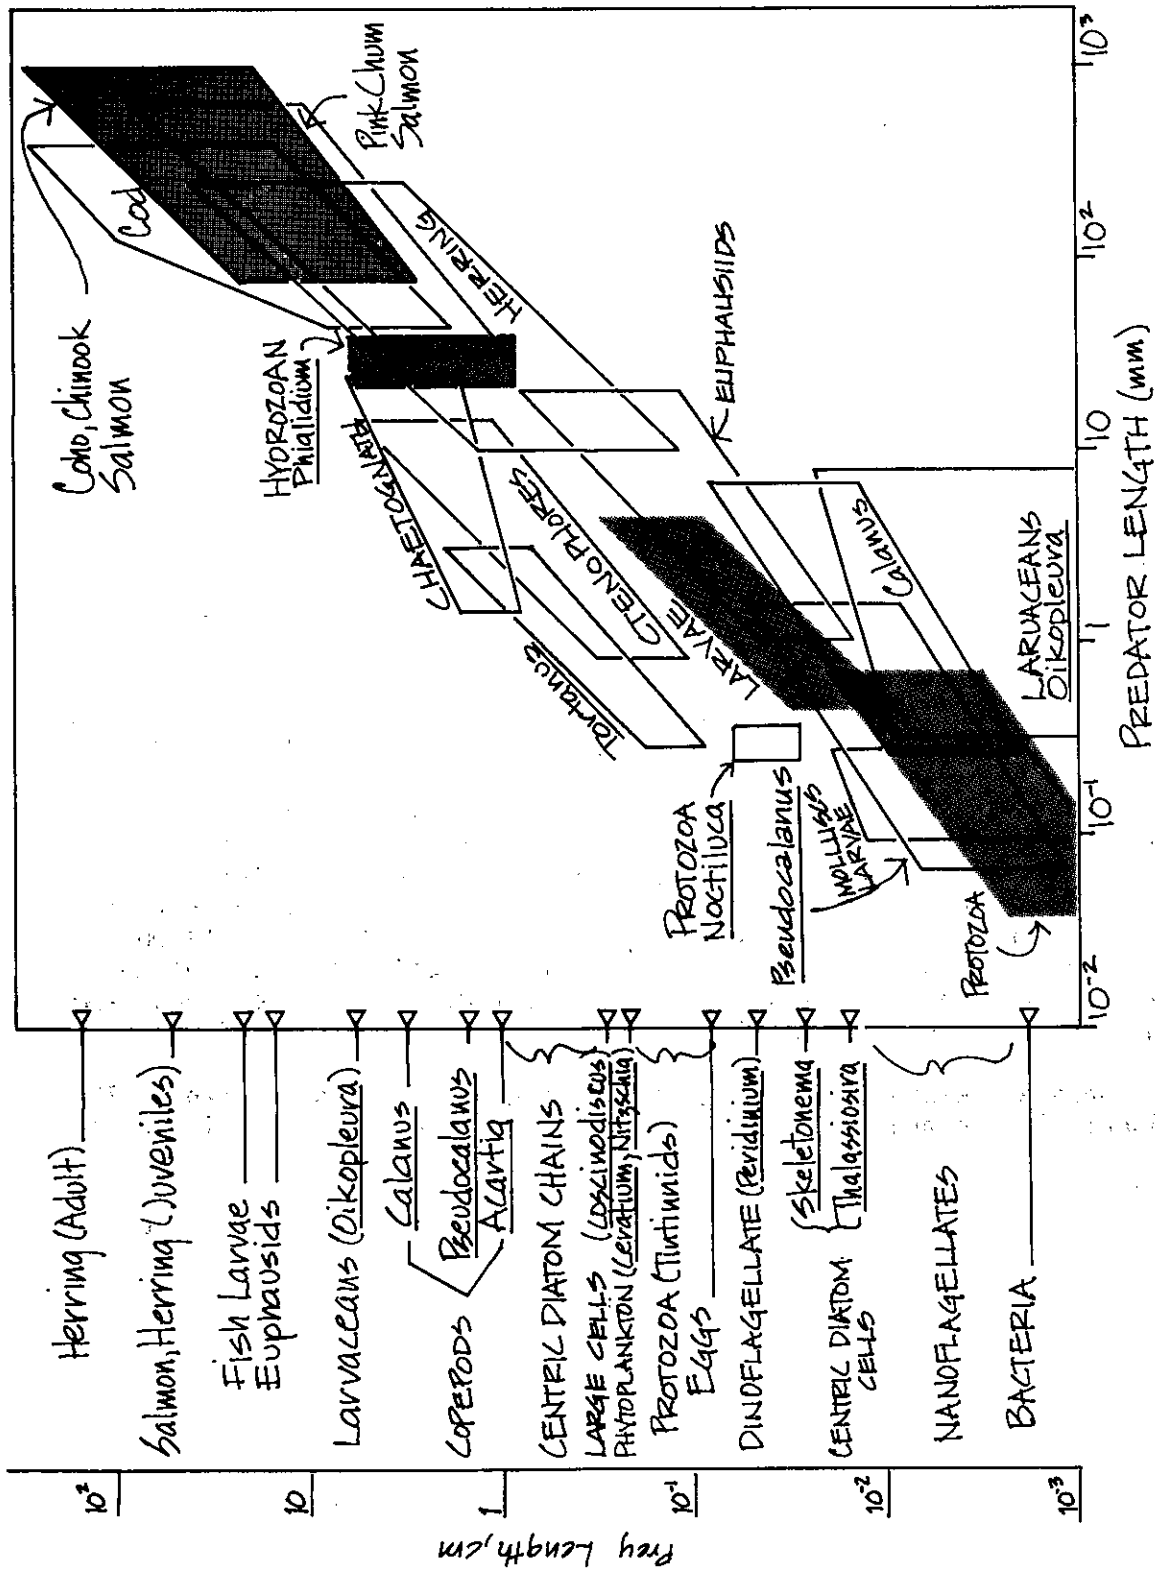 Herring (Adult)
Salmon, Herring (Juveniles)
Fish Larvae
Euphausids
Larvaceans (Oikopleura)
COPEPODS
Calanus
Pseudocalanus
Acartia
CENTRIC DIATOM CHAINS
LARGE CELLS (Coscinodiscus)
PHYTOPLANKTON (Ceratium, Nitzschia)
PROTOZOA (Tintinnids)
EGGS
DINOFLAGELLATE (Peridinium)
CENTRIC DIATOM
CELLS
Skeletonema
Thalassiosira
NANOFLAGELLATES
BACTERIA
Prey Length, cm
10²
10
1
10⁻¹
10⁻²
10⁻³
Coho, Chinook
Salmon
Cod
Pink Chum
Salmon
HYDROZOAN
Phialidium
HERRING
CHAETOGNATH
EUPHAUSIIDS
CTENOPHORES
LARVAE
Tortanus
PROTOZOA
Noctiluca
Pseudocalanus
MOLLUSCS
LARVAE
Calanus
LARVACEANS
Oikopleura
PROTOZOA
10⁻²
10⁻¹
1
10
10²
10³
PREDATOR LENGTH (mm)